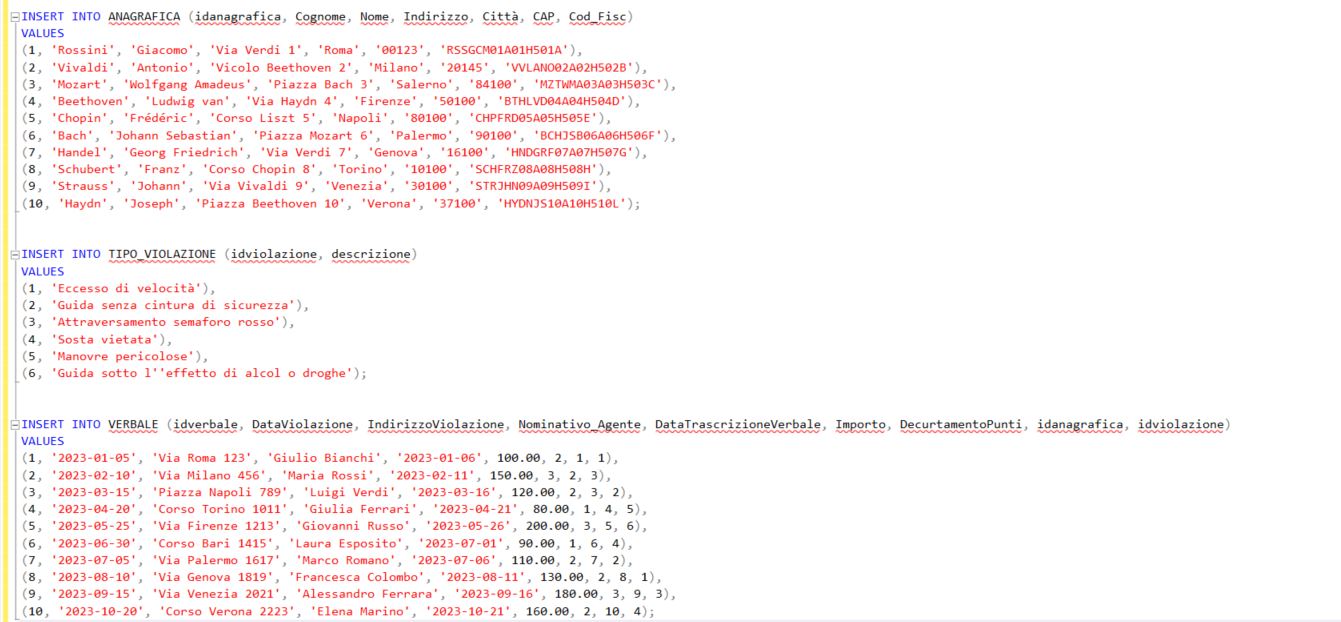 INSERT INTO ANAGRAFICA (idanagrafica, Cognome, Nome, Indirizzo, Città, CAP, Cod_Fisc)
VALUES
(1, 'Rossini', 'Giacomo', 'Via Verdi 1', 'Roma', '00123', 'RSSGCM01A01H501A'),
(2, 'Vivaldi', 'Antonio', 'Vicolo Beethoven 2', 'Milano', '20145', 'VVLANO02A02H502B'),
(3, 'Mozart', 'Wolfgang Amadeus', 'Piazza Bach 3', 'Salerno', '84100', 'MZTWMA03A03H503C'),
(4, 'Beethoven', 'Ludwig van', 'Via Haydn 4', 'Firenze', '50100', 'BTHLVD04A04H504D'),
(5, 'Chopin', 'Frédéric', 'Corso Liszt 5', 'Napoli', '80100', 'CHPFRD05A05H505E'),
(6, 'Bach', 'Johann Sebastian', 'Piazza Mozart 6', 'Palermo', '90100', 'BCHJSB06A06H506F'),
(7, 'Handel', 'Georg Friedrich', 'Via Verdi 7', 'Genova', '16100', 'HNDGRF07A07H507G'),
(8, 'Schubert', 'Franz', 'Corso Chopin 8', 'Torino', '10100', 'SCHFRZ08A08H508H'),
(9, 'Strauss', 'Johann', 'Via Vivaldi 9', 'Venezia', '30100', 'STRJHN09A09H509I'),
(10, 'Haydn', 'Joseph', 'Piazza Beethoven 10', 'Verona', '37100', 'HYDNJS10A10H510L');
INSERT INTO TIPO_VIOLAZIONE (idviolazione, descrizione)
VALUES
(1, 'Eccesso di velocità'),
(2, 'Guida senza cintura di sicurezza'),
(3, 'Attraversamento semaforo rosso'),
(4, 'Sosta vietata'),
(5, 'Manovre pericolose'),
(6, 'Guida sotto l''effetto di alcol o droghe');
INSERT INTO VERBALE (idverbale, DataViolazione, IndirizzoViolazione, Nominativo_Agente, DataTrascrizioneVerbale, Importo, DecurtamentoPunti, idanagrafica, idviolazione)
VALUES
(1, '2023-01-05', 'Via Roma 123', 'Giulio Bianchi', '2023-01-06', 100.00, 2, 1, 1),
(2, '2023-02-10', 'Via Milano 456', 'Maria Rossi', '2023-02-11', 150.00, 3, 2, 3),
(3, '2023-03-15', 'Piazza Napoli 789', 'Luigi Verdi', '2023-03-16', 120.00, 2, 3, 2),
(4, '2023-04-20', 'Corso Torino 1011', 'Giulia Ferrari', '2023-04-21', 80.00, 1, 4, 5),
(5, '2023-05-25', 'Via Firenze 1213', 'Giovanni Russo', '2023-05-26', 200.00, 3, 5, 6),
(6, '2023-06-30', 'Corso Bari 1415', 'Laura Esposito', '2023-07-01', 90.00, 1, 6, 4),
(7, '2023-07-05', 'Via Palermo 1617', 'Marco Romano', '2023-07-06', 110.00, 2, 7, 2),
(8, '2023-08-10', 'Via Genova 1819', 'Francesca Colombo', '2023-08-11', 130.00, 2, 8, 1),
(9, '2023-09-15', 'Via Venezia 2021', 'Alessandro Ferrara', '2023-09-16', 180.00, 3, 9, 3),
(10, '2023-10-20', 'Corso Verona 2223', 'Elena Marino', '2023-10-21', 160.00, 2, 10, 4);